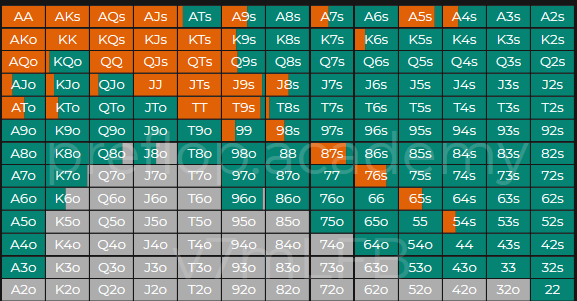 AA AKs AQs AJs ATs A9s A8s A7s A6s A5s A4s A3s A2s
AKo KK KQs KJs KTs K9s K8s K7s K6s K5s K4s K3s K2s
AQo KQo QQ QJs QTs Q9s Q8s Q7s Q6s Q5s Q4s Q3s Q2s
AJo KJo QJo JJ JTs J9s J8s J7s J6s J5s J4s J3s J2s
ATo KTo QTo JTo TT T9s T8s T7s T6s T5s T4s T3s T2s
A9o K9o Q9o J9o T9o 99 98s 97s 96s 95s 94s 93s 92s
A8o K8o Q8o J8o T8o 98o 88 87s 86s 85s 84s 83s 82s
preflop.academy
A7o K7o Q7o J7o T7o 97o 87o 77 76s 75s 74s 73s 72s
A6o K6o Q6o J6o T6o 96o 86o 76o 66 65s 64s 63s 62s
A5o K5o Q5o J5o T5o 95o 85o 75o 65o 55 54s 53s 52s
A4o K4o Q4o J4o T4o 94o 84o 74o 64o 54o 44 43s 42s
A3o K3o Q3o J3o T3o 93o 83o 73o 63o 53o 43o 33 32s
A2o K2o Q2o J2o T2o 92o 82o 72o 62o 52o 42o 32o 22